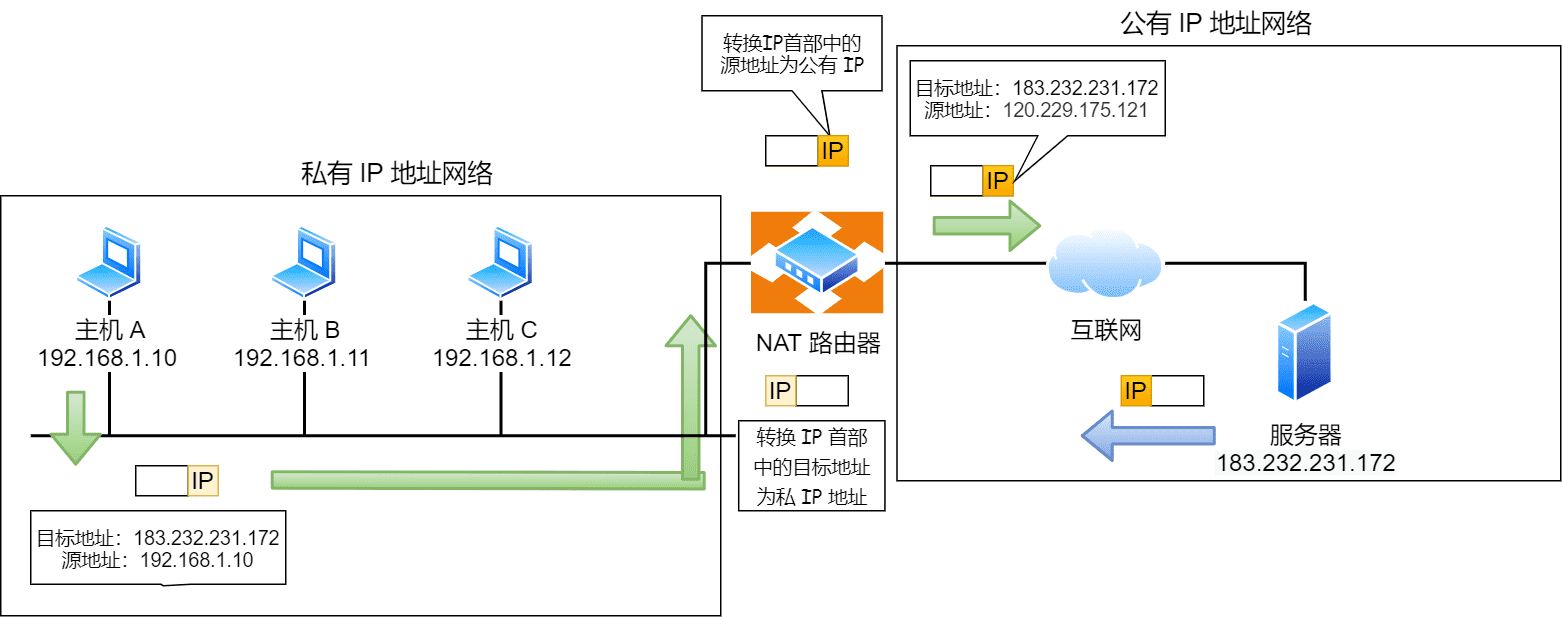 公有 IP 地址网络
转换IP首部中的
源地址为公有 IP
目标地址：183.232.231.172
源地址：120.229.175.121
IP
IP
私有 IP 地址网络
主机 A
192.168.1.10
主机 B
192.168.1.11
主机 C
192.168.1.12
NAT 路由器
互联网
IP
IP
转换 IP 首部
中的目标地址
为私 IP 地址
服务器
183.232.231.172
IP
目标地址：183.232.231.172
源地址：192.168.1.10